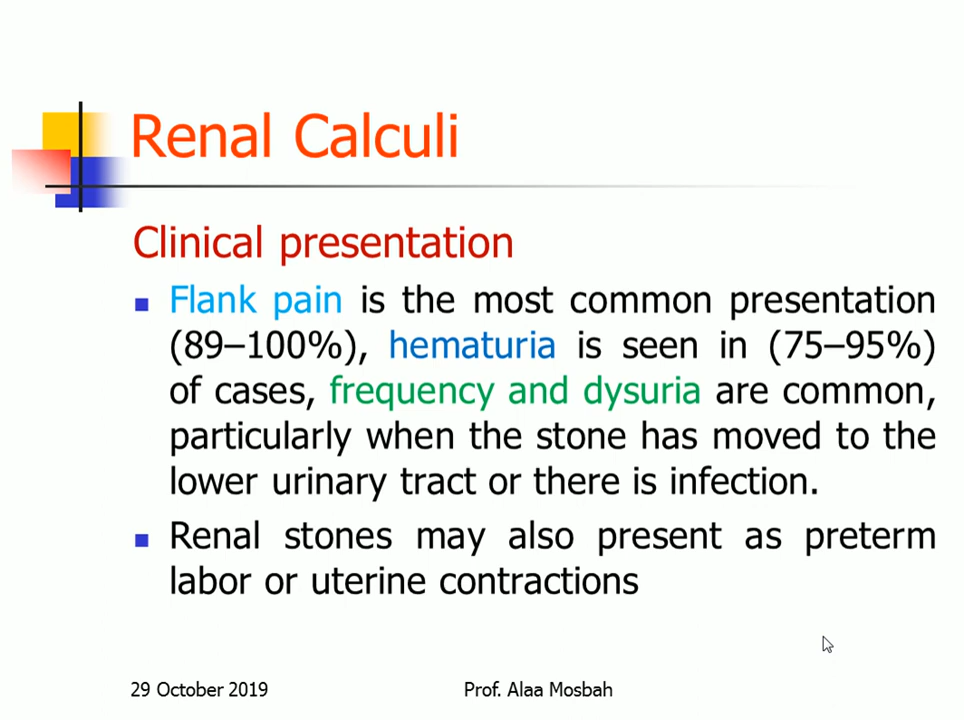 Renal Calculi
Clinical presentation
Flank pain is the most common presentation
(89–100%), hematuria is seen in (75–95%)
of cases, frequency and dysuria are common,
particularly when the stone has moved to the
lower urinary tract or there is infection.
Renal stones may also present as preterm
labor or uterine contractions
29 October 2019 Prof. Alaa Mosbah